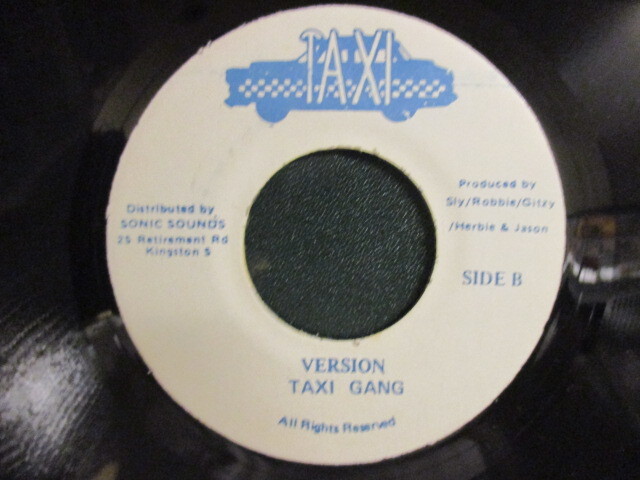 TAXI
Distributed by
SONIC SOUNDS
25 Retirement Rd
Kingston 5
Produced by
Sly/Robbie/Gitzy
/Herbie & Jason
SIDE B
VERSION
TAXI GANG
All Rights Reserved